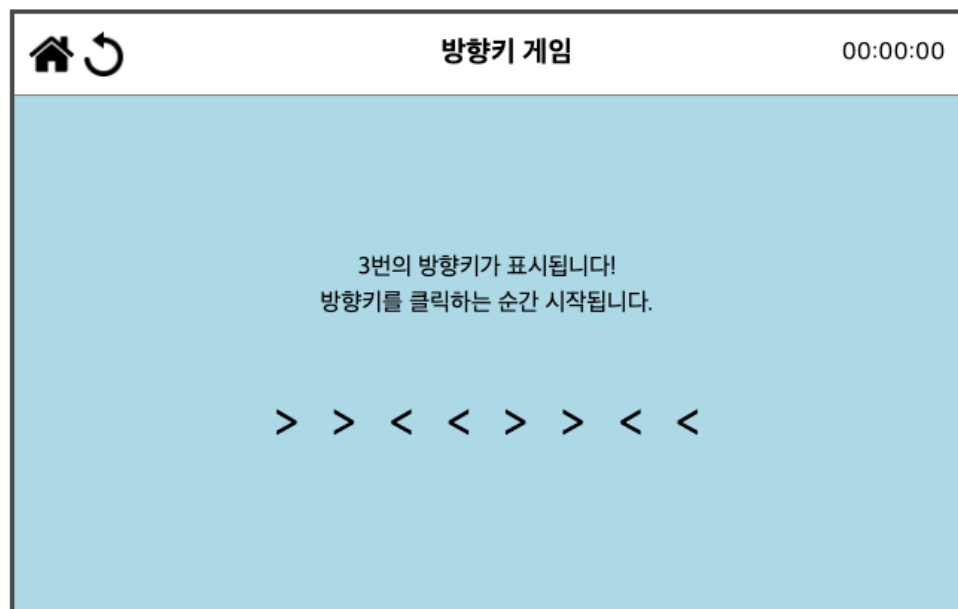 방향키 게임
00:00:00
3번의 방향키가 표시됩니다!
방향키를 클릭하는 순간 시작됩니다.
> > < < > > < <